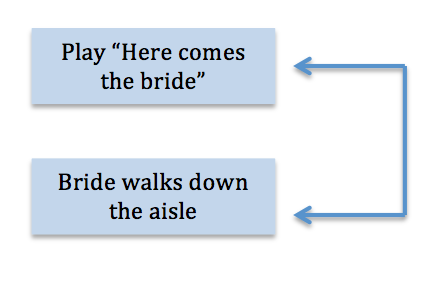 Play “Here comes
the bride”
Bride walks down
the aisle